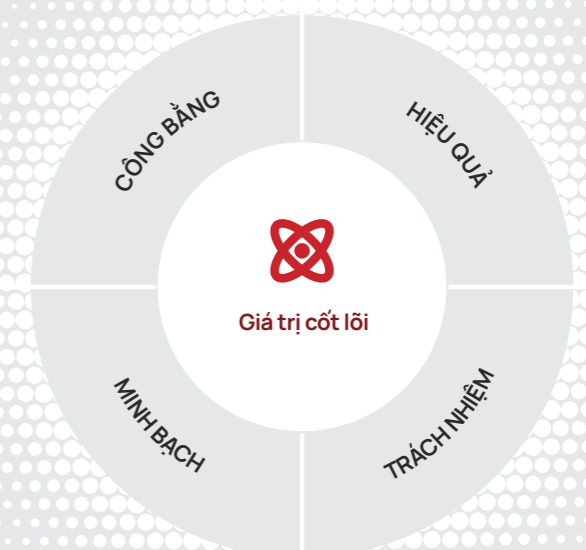 CÔNG BẰNG
HIỆU QUẢ
Giá trị cốt lõi
MINH BẠCH
TRÁCH NHIỆM